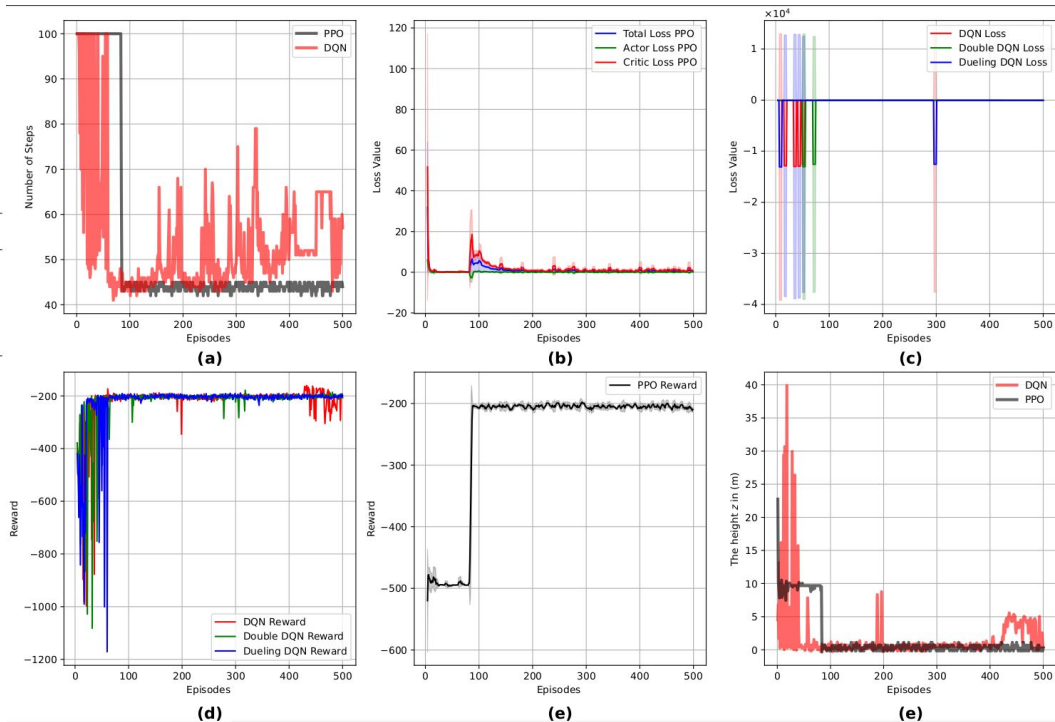 100
90
80
70
60
50
40
Number of Steps
0
100
200
300
400
500
Episodes
PPO
DQN
(a)
120
100
80
60
40
20
0
−20
Loss Value
0
100
200
300
400
500
Episodes
Total Loss PPO
Actor Loss PPO
Critic Loss PPO
(b)
×10⁴
1
0
−1
−2
−3
−4
Loss Value
0
100
200
300
400
500
Episodes
DQN Loss
Double DQN Loss
Dueling DQN Loss
(c)
−200
−400
−600
−800
−1000
−1200
Reward
0
100
200
300
400
500
Episodes
DQN Reward
Double DQN Reward
Dueling DQN Reward
(d)
−200
−300
−400
−500
−600
Reward
0
100
200
300
400
500
Episodes
PPO Reward
(e)
40
35
30
25
20
15
10
5
0
The height z in (m)
0
100
200
300
400
500
Episodes
DQN
PPO
(e)